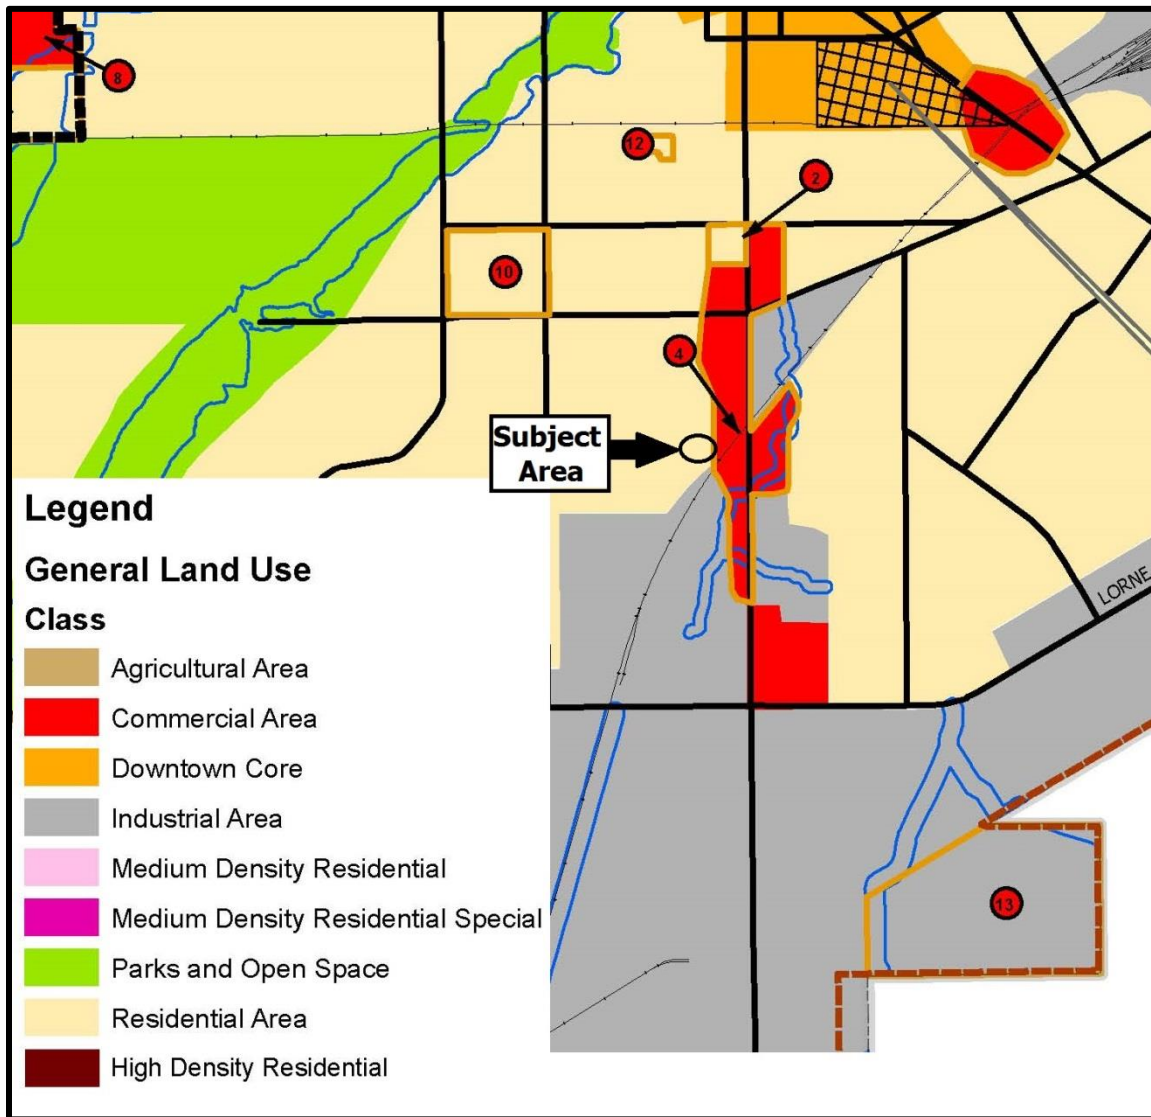 8
12
2
10
4
Subject
Area
LORNE
Legend
General Land Use
Class
Agricultural Area
Commercial Area
Downtown Core
Industrial Area
Medium Density Residential
Medium Density Residential Special
Parks and Open Space
Residential Area
High Density Residential
13